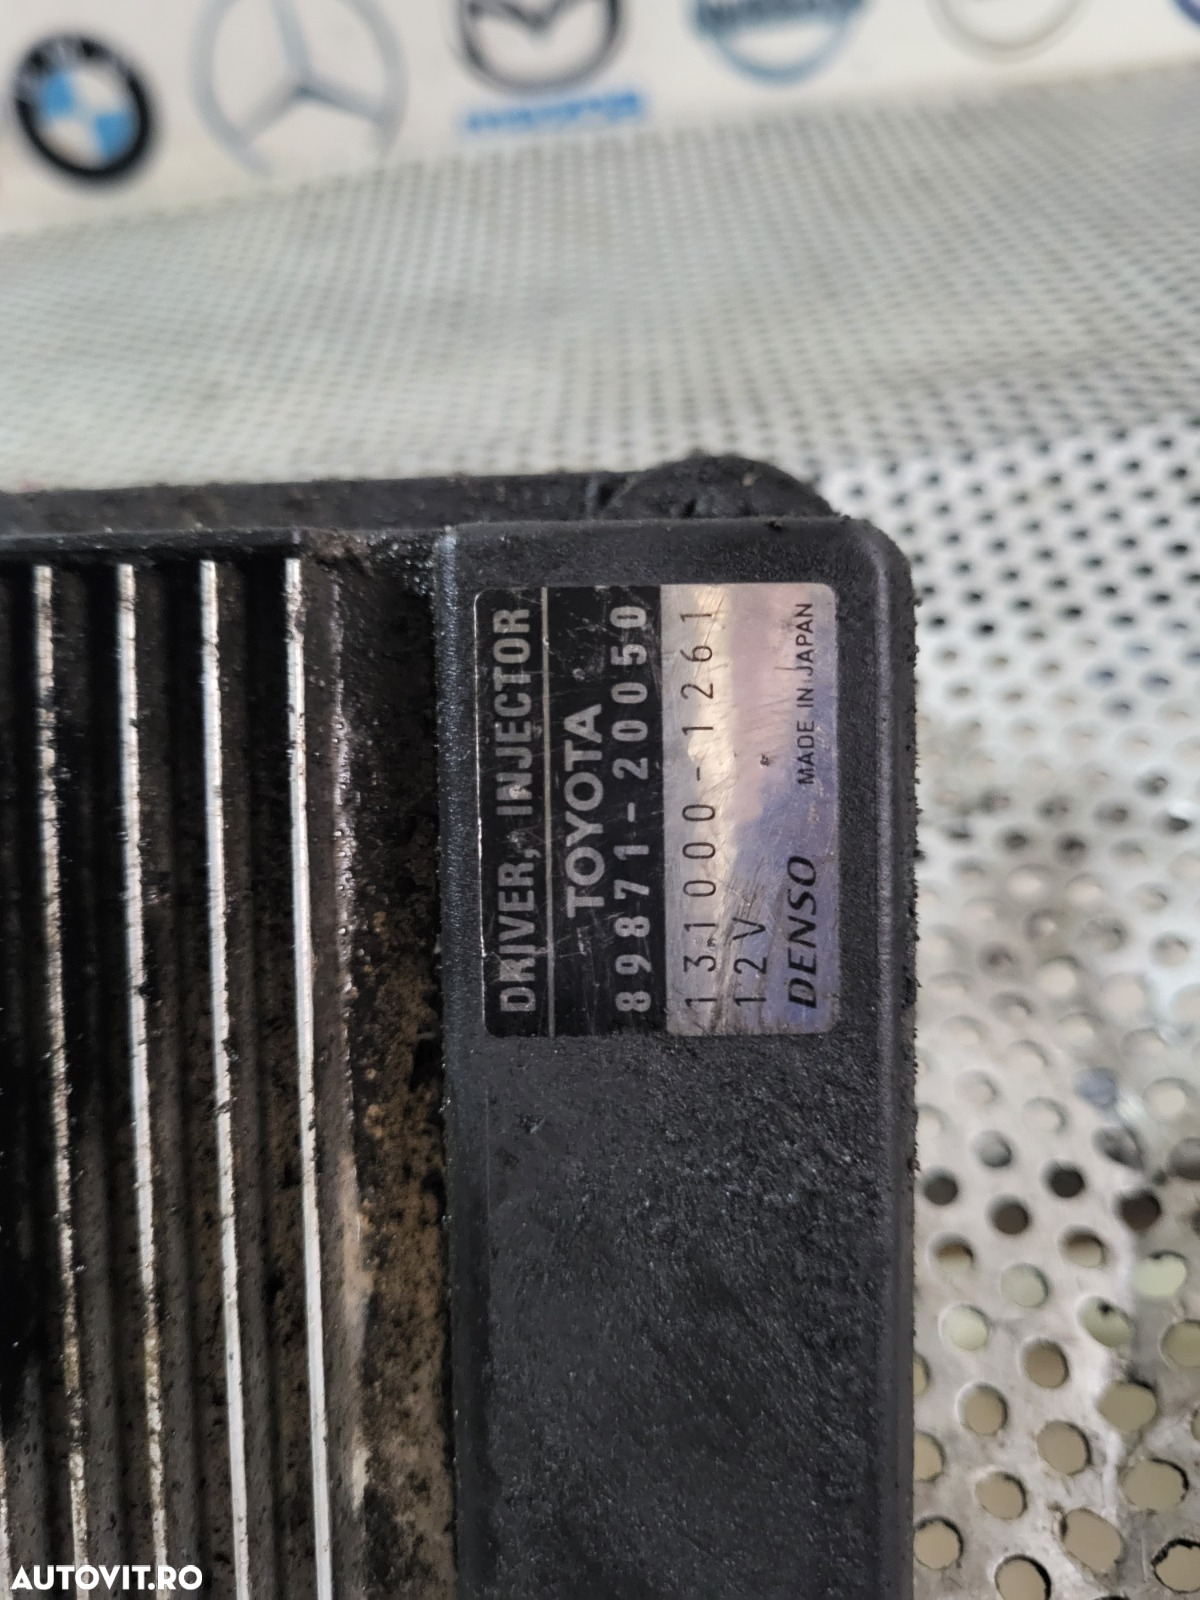 DRIVER, INJECTOR
TOYOTA
89871-20050
131000-1261
12V
DENSO MADE IN JAPAN
AUTOVIT.RO